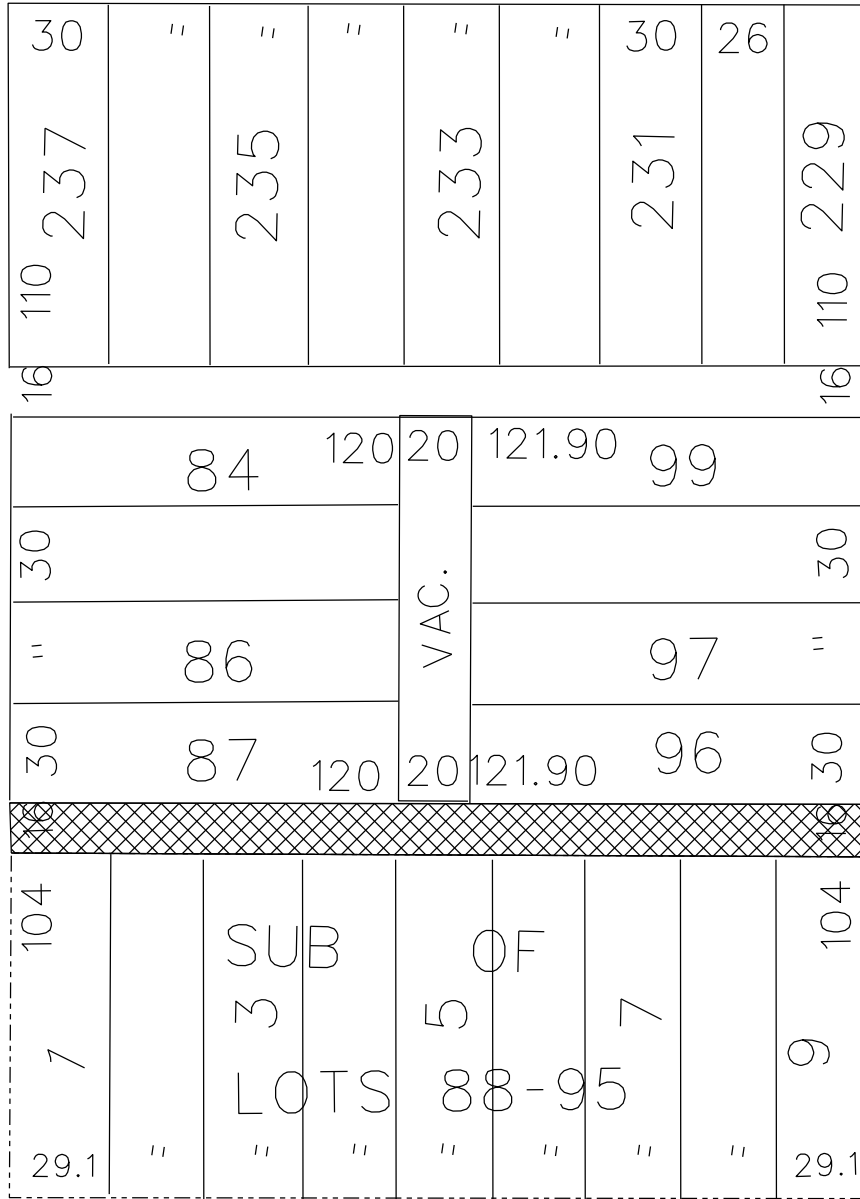 30 " " " " " 30 26
237 235 233 231 229
110 110
16 16
84 120 20 121.90 99
30 30
VAC.
" 86 97 "
30 87 120 20 121.90 96 30
16 16
104 104
SUB OF
3 5 7
1 9
LOTS 88-95
29.1 " " " " " " 29.1